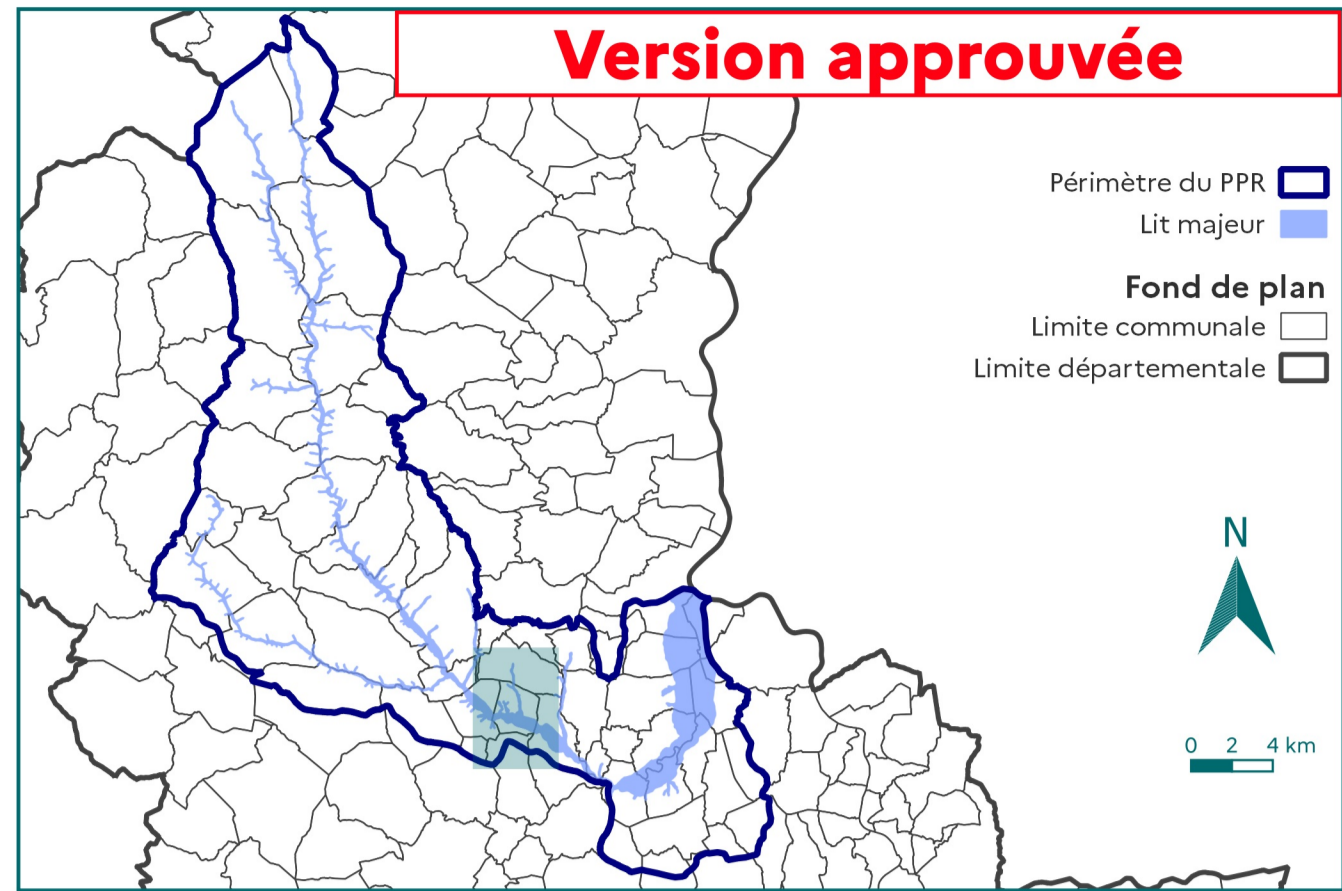 Version approuvée
Périmètre du PPR
Lit majeur
Fond de plan
Limite communale
Limite départementale
N
0 2 4 km